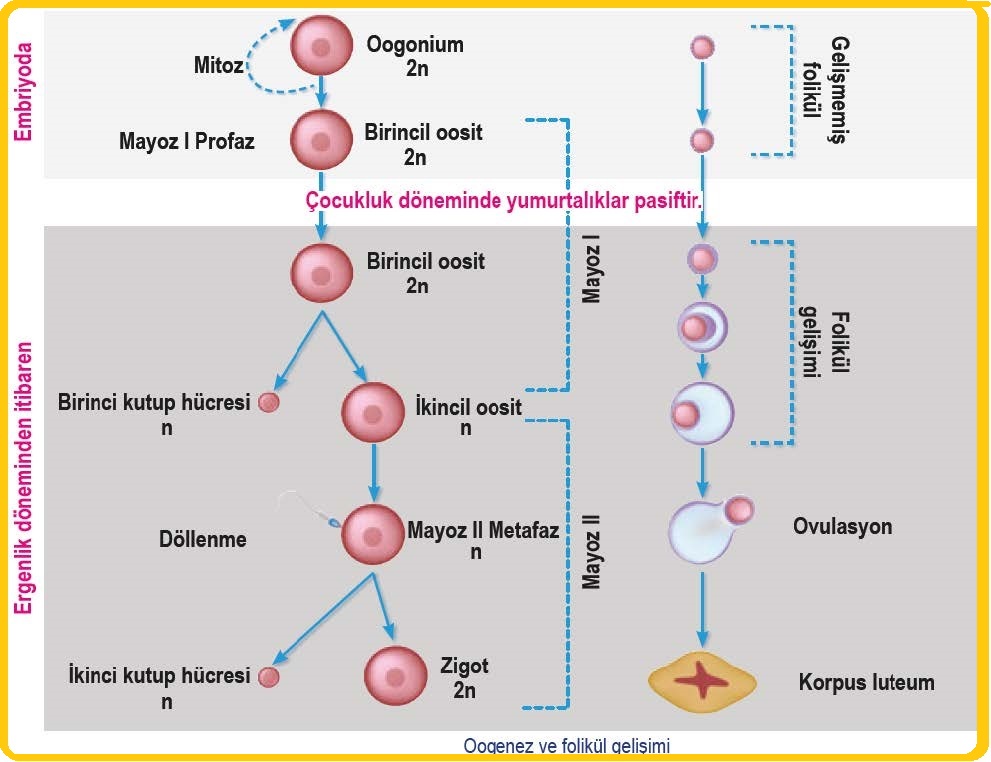 Embriyoda
Mitoz
Oogonium
2n
Gelişmemiş
folikül
Mayoz I Profaz
Birincil oosit
2n
Çocukluk döneminde yumurtalıklar pasiftir.
Ergenlik döneminden itibaren
Birincil oosit
2n
Mayoz I
Folikül
gelişimi
Birinci kutup hücresi
n
İkincil oosit
n
Döllenme
Mayoz II Metafaz
n
Mayoz II
Ovulasyon
İkinci kutup hücresi
n
Zigot
2n
Korpus luteum
Oogenez ve folikül gelişimi